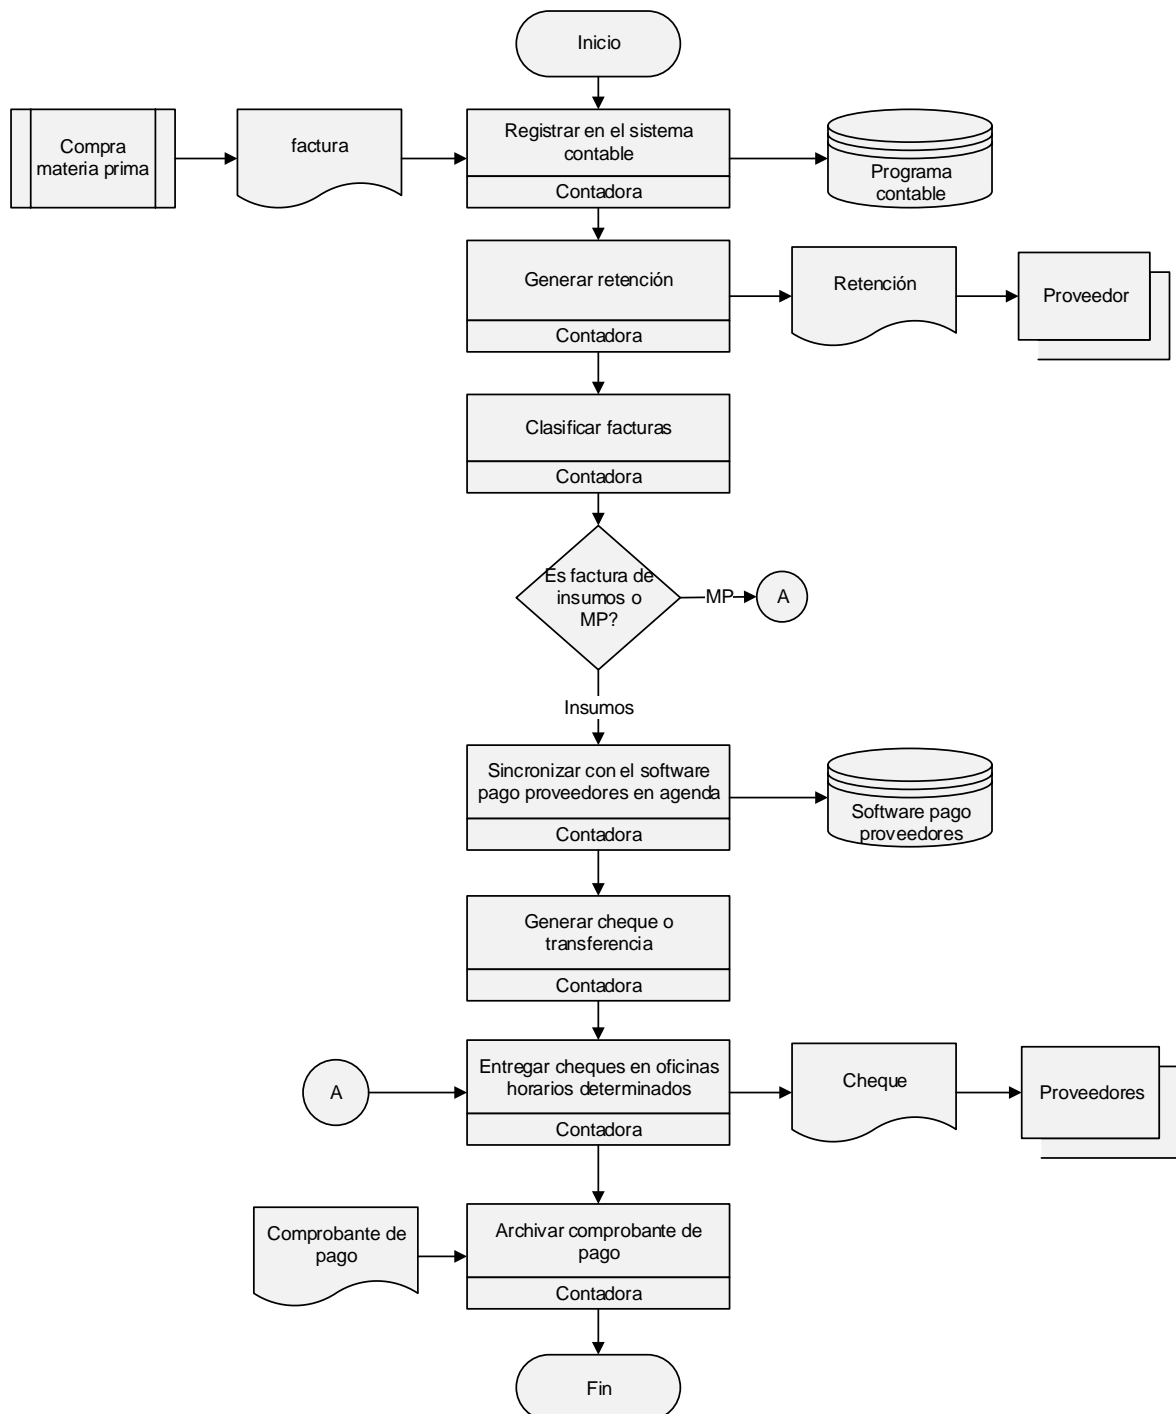 Inicio
Compra
materia prima
factura
Registrar en el sistema
contable
Contadora
Programa
contable
Generar retención
Contadora
Retención
Proveedor
Clasificar facturas
Contadora
Es factura de
insumos o
MP?
MP
A
Insumos
Sincronizar con el software
pago proveedores en agenda
Contadora
Software pago
proveedores
Generar cheque o
transferencia
Contadora
A
Entregar cheques en oficinas
horarios determinados
Contadora
Cheque
Proveedores
Comprobante de
pago
Archivar comprobante de
pago
Contadora
Fin